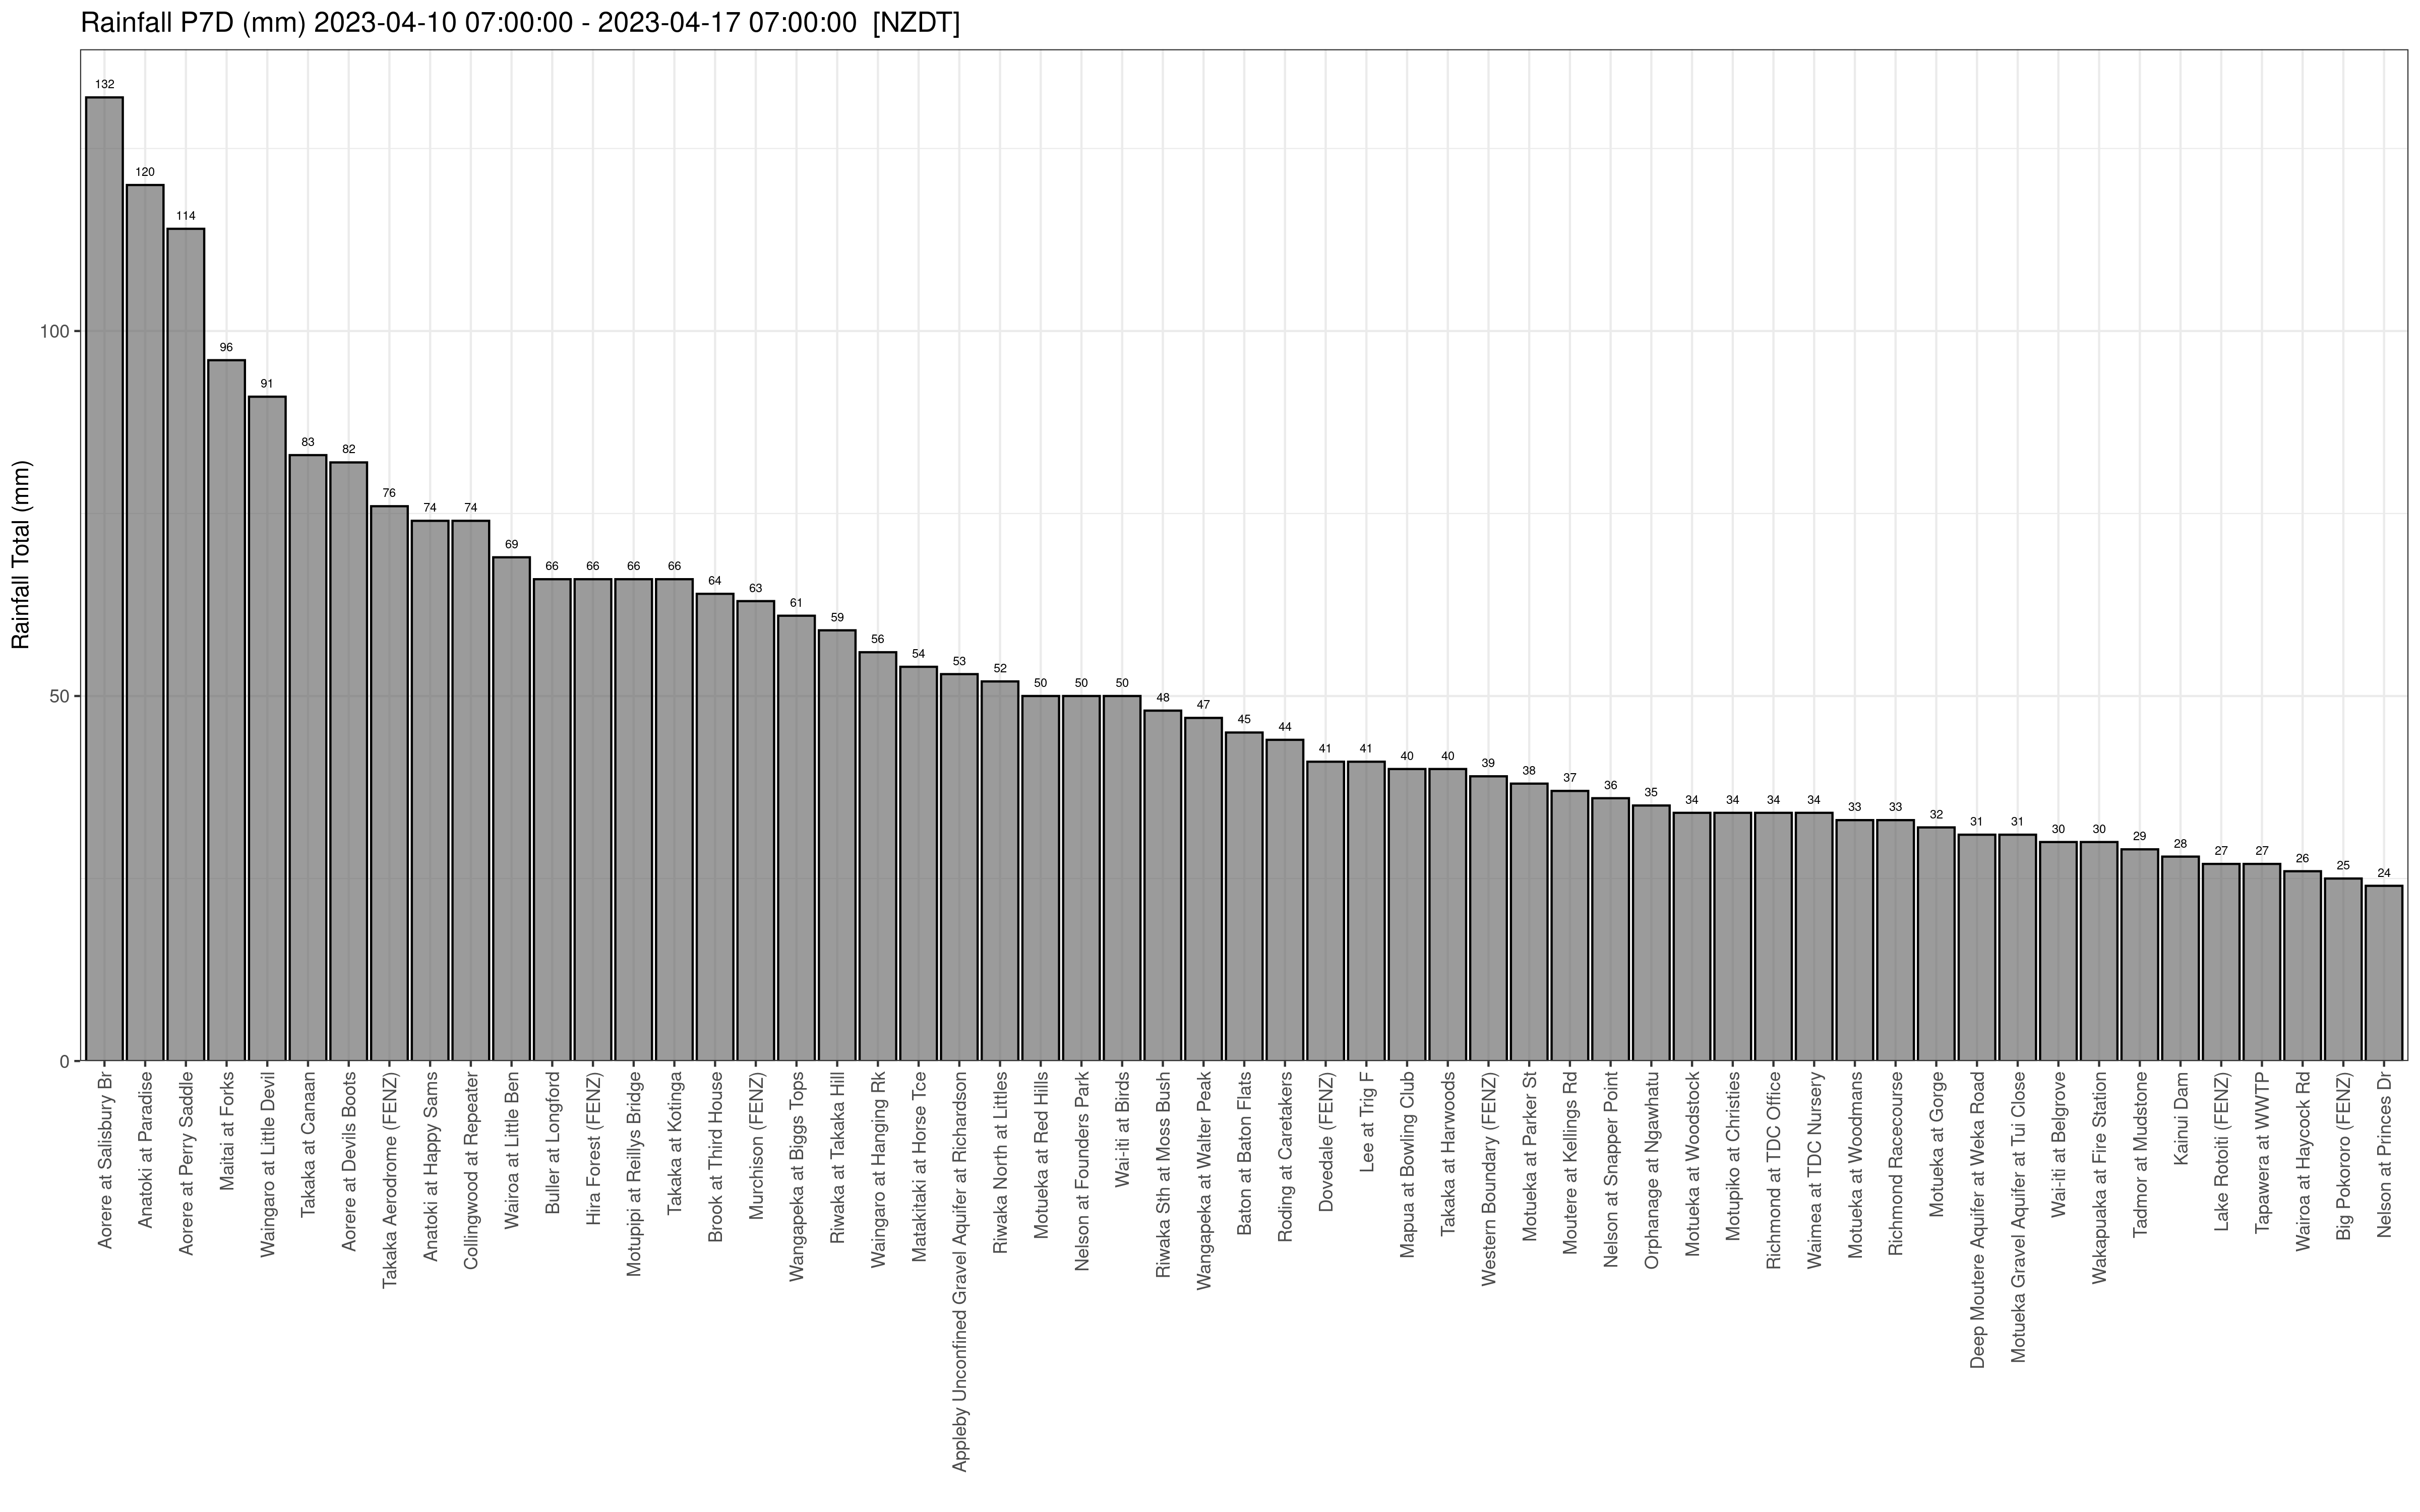 Rainfall P7D (mm) 2023-04-10 07:00:00 - 2023-04-17 07:00:00  [NZDT]
Rainfall Total (mm)
100
50
0
132
120
114
96
91
83
82
76
74
74
69
66
66
66
66
64
63
61
59
56
54
53
52
50
50
50
48
47
45
44
41
41
40
40
39
38
37
36
35
34
34
34
34
33
33
32
31
31
30
30
29
28
27
27
26
25
24
Aorere at Salisbury Br
Anatoki at Paradise
Aorere at Perry Saddle
Maitai at Forks
Waingaro at Little Devil
Takaka at Canaan
Aorere at Devils Boots
Takaka Aerodrome (FENZ)
Anatoki at Happy Sams
Collingwood at Repeater
Wairoa at Little Ben
Buller at Longford
Hira Forest (FENZ)
Motupipi at Reillys Bridge
Takaka at Kotinga
Brook at Third House
Murchison (FENZ)
Wangapeka at Biggs Tops
Riwaka at Takaka Hill
Waingaro at Hanging Rk
Matakitaki at Horse Tce
Appleby Unconfined Gravel Aquifer at Richardson
Riwaka North at Littles
Motueka at Red Hills
Nelson at Founders Park
Wai-iti at Birds
Riwaka Sth at Moss Bush
Wangapeka at Walter Peak
Baton at Baton Flats
Roding at Caretakers
Dovedale (FENZ)
Lee at Trig F
Mapua at Bowling Club
Takaka at Harwoods
Western Boundary (FENZ)
Motueka at Parker St
Moutere at Kellings Rd
Nelson at Snapper Point
Orphanage at Ngawhatu
Motueka at Woodstock
Motupiko at Christies
Richmond at TDC Office
Waimea at TDC Nursery
Motueka at Woodmans
Richmond Racecourse
Motueka at Gorge
Deep Moutere Aquifer at Weka Road
Motueka Gravel Aquifer at Tui Close
Wai-iti at Belgrove
Wakapuaka at Fire Station
Tadmor at Mudstone
Kainui Dam
Lake Rotoiti (FENZ)
Tapawera at WWTP
Wairoa at Haycock Rd
Big Pokororo (FENZ)
Nelson at Princes Dr